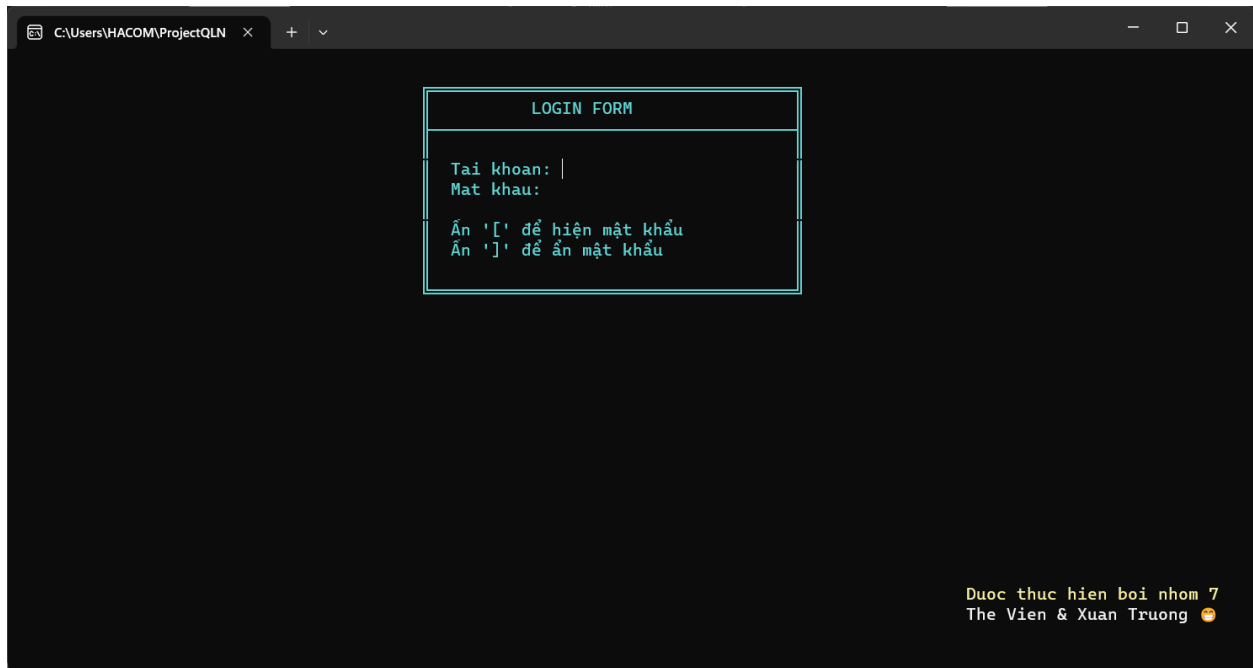 C:\Users\HACOM\ProjectQLN
LOGIN FORM
Tai khoan:
Mat khau:
Ấn '[' để hiện mật khẩu
Ấn ']' để ẩn mật khẩu
Duoc thuc hien boi nhom 7
The Vien & Xuan Truong 😁